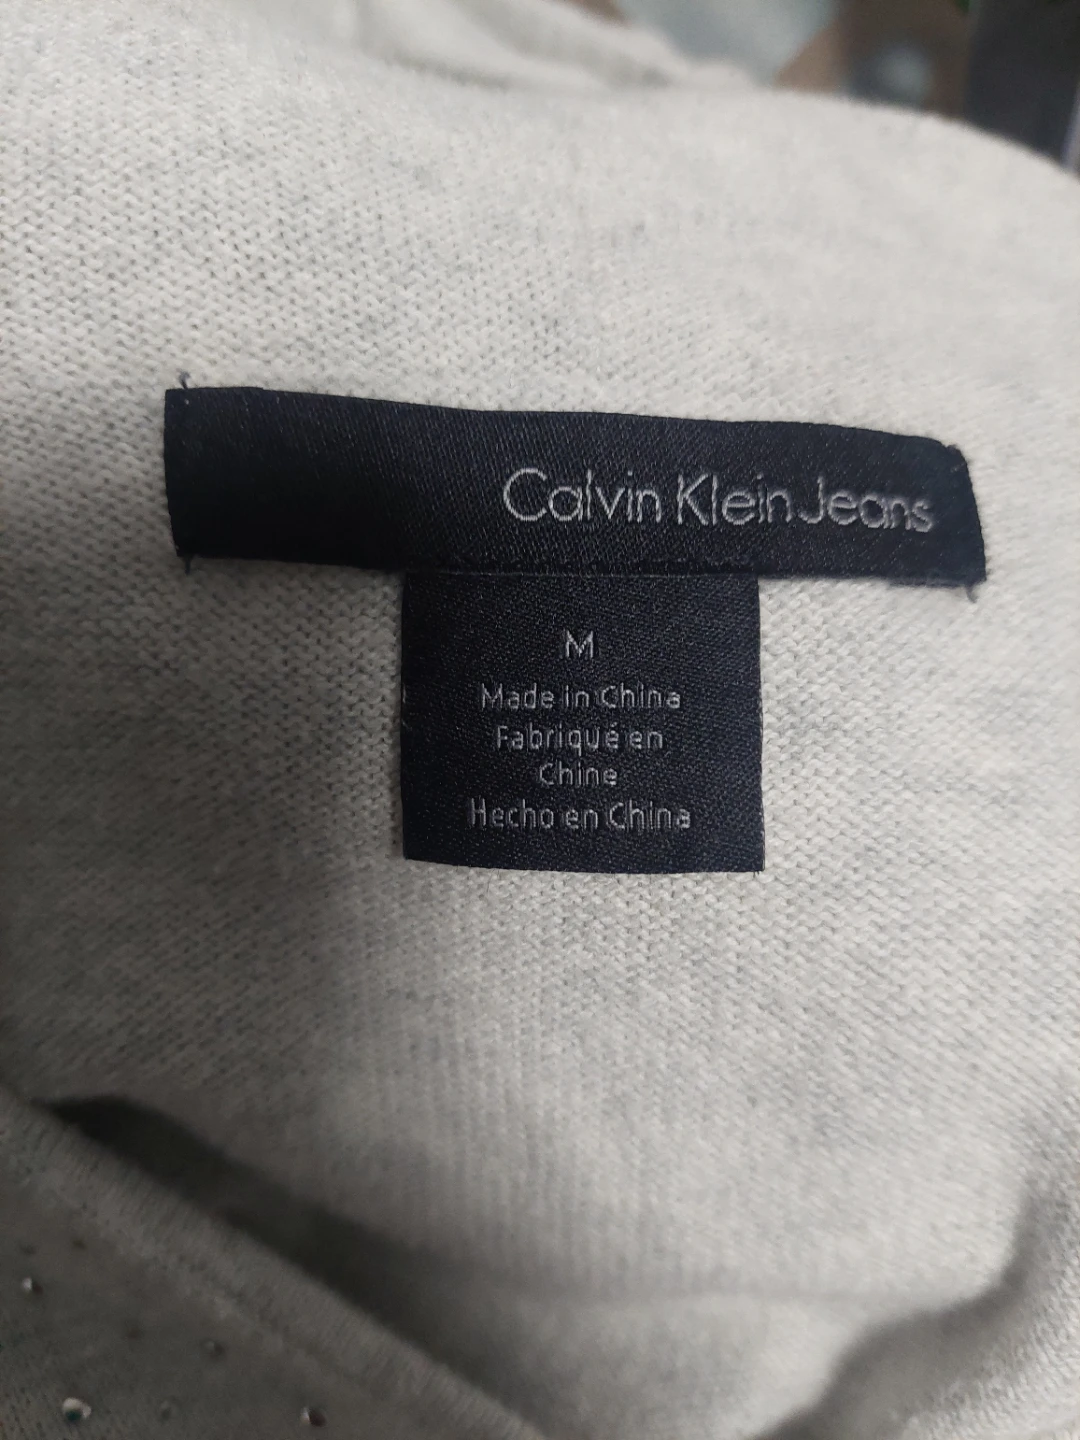 Calvin Klein Jeans
M
Made in China
Fabriqué en
Chine
Hecho en China